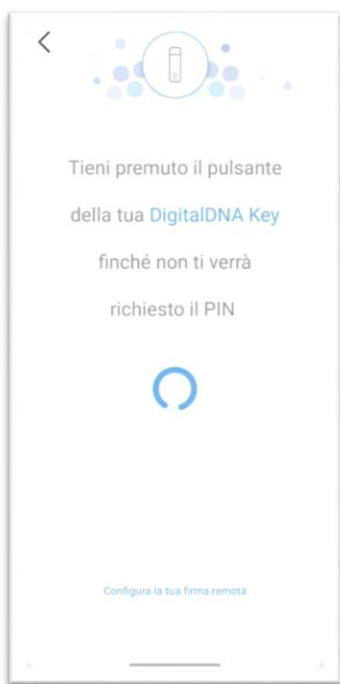 Tieni premuto il pulsante
della tua DigitalDNA Key
finché non ti verrà
richiesto il PIN
Configura la tua firma remota